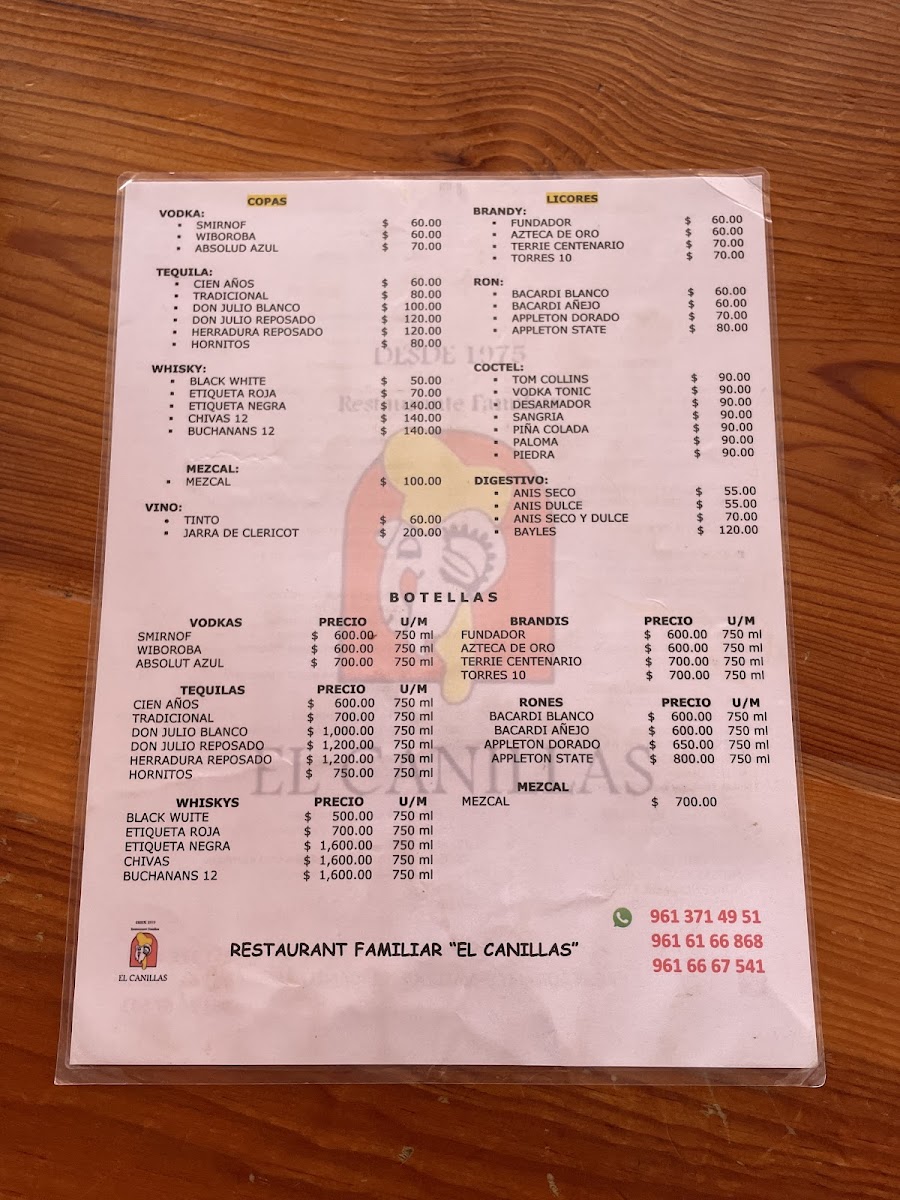 COPAS
VODKA:
▪ SMIRNOF $ 60.00
▪ WIBOROBA $ 60.00
▪ ABSOLUD AZUL $ 70.00
TEQUILA:
▪ CIEN AÑOS $ 60.00
▪ TRADICIONAL $ 80.00
▪ DON JULIO BLANCO $ 100.00
▪ DON JULIO REPOSADO $ 120.00
▪ HERRADURA REPOSADO $ 120.00
▪ HORNITOS $ 80.00
WHISKY:
▪ BLACK WHITE $ 50.00
▪ ETIQUETA ROJA $ 70.00
▪ ETIQUETA NEGRA $ 140.00
▪ CHIVAS 12 $ 140.00
▪ BUCHANANS 12 $ 140.00
MEZCAL:
▪ MEZCAL $ 100.00
VINO:
▪ TINTO $ 60.00
▪ JARRA DE CLERICOT $ 200.00
LICORES
BRANDY:
▪ FUNDADOR $ 60.00
▪ AZTECA DE ORO $ 60.00
▪ TERRIE CENTENARIO $ 70.00
▪ TORRES 10 $ 70.00
RON:
▪ BACARDI BLANCO $ 60.00
▪ BACARDI AÑEJO $ 60.00
▪ APPLETON DORADO $ 70.00
▪ APPLETON STATE $ 80.00
COCTEL:
▪ TOM COLLINS $ 90.00
▪ VODKA TONIC $ 90.00
▪ DESARMADOR $ 90.00
▪ SANGRIA $ 90.00
▪ PIÑA COLADA $ 90.00
▪ PALOMA $ 90.00
▪ PIEDRA $ 90.00
DIGESTIVO:
▪ ANIS SECO $ 55.00
▪ ANIS DULCE $ 55.00
▪ ANIS SECO Y DULCE $ 70.00
▪ BAYLES $ 120.00
DESDE 1975
EL CANILLAS
BOTELLAS
VODKAS PRECIO U/M
SMIRNOF $ 600.00 750 ml
WIBOROBA $ 600.00 750 ml
ABSOLUT AZUL $ 700.00 750 ml
TEQUILAS PRECIO U/M
CIEN AÑOS $ 600.00 750 ml
TRADICIONAL $ 700.00 750 ml
DON JULIO BLANCO $ 1,000.00 750 ml
DON JULIO REPOSADO $ 1,200.00 750 ml
HERRADURA REPOSADO $ 1,200.00 750 ml
HORNITOS $ 750.00 750 ml
WHISKYS PRECIO U/M
BLACK WUITE $ 500.00 750 ml
ETIQUETA ROJA $ 700.00 750 ml
ETIQUETA NEGRA $ 1,600.00 750 ml
CHIVAS $ 1,600.00 750 ml
BUCHANANS 12 $ 1,600.00 750 ml
BRANDIS PRECIO U/M
FUNDADOR $ 600.00 750 ml
AZTECA DE ORO $ 600.00 750 ml
TERRIE CENTENARIO $ 700.00 750 ml
TORRES 10 $ 700.00 750 ml
RONES PRECIO U/M
BACARDI BLANCO $ 600.00 750 ml
BACARDI AÑEJO $ 600.00 750 ml
APPLETON DORADO $ 650.00 750 ml
APPLETON STATE $ 800.00 750 ml
MEZCAL
MEZCAL $ 700.00
EL CANILLAS
RESTAURANT FAMILIAR “EL CANILLAS”
961 371 49 51
961 61 66 868
961 66 67 541